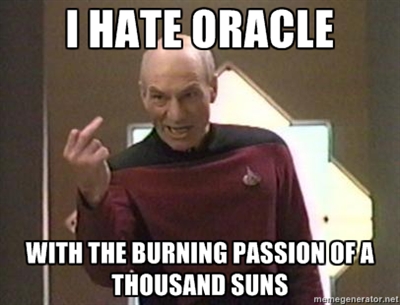 I HATE ORACLE
WITH THE BURNING PASSION OF A
THOUSAND SUNS
memegenerator.net